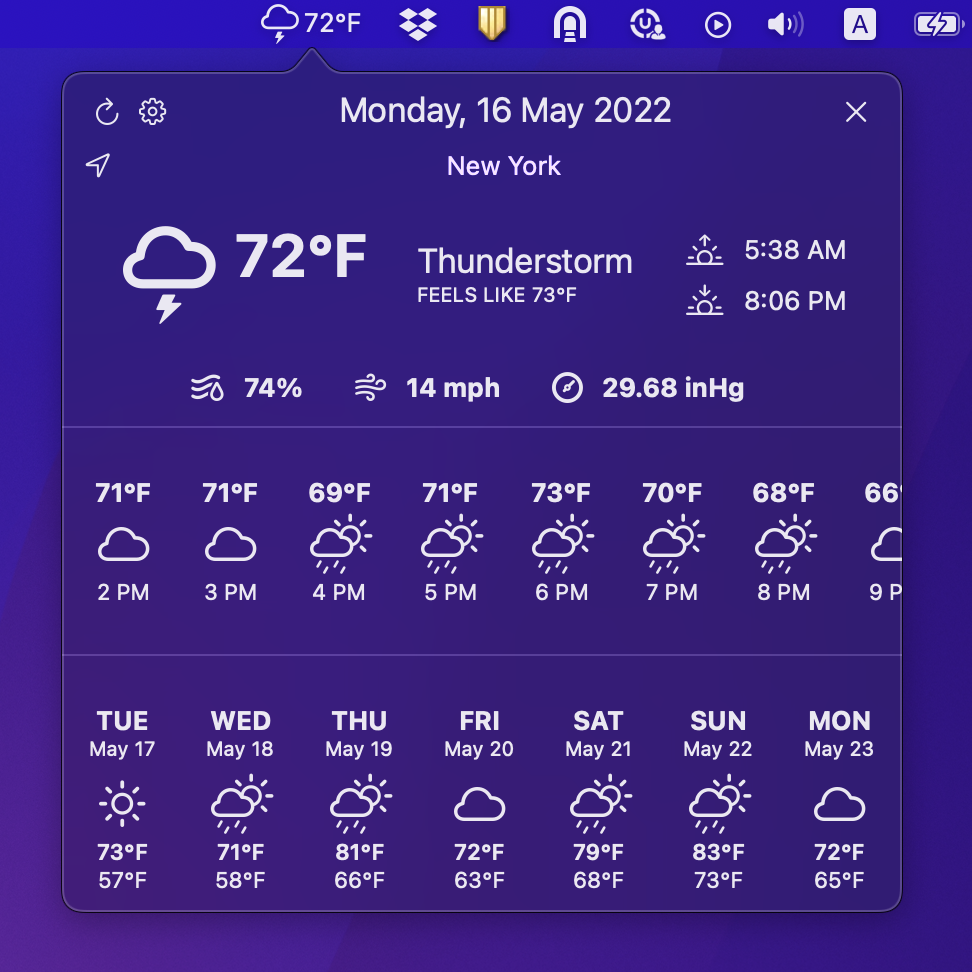 72°F A
Monday, 16 May 2022
New York
72°F Thunderstorm 5:38 AM
FEELS LIKE 73°F 8:06 PM
74% 14 mph 29.68 inHg
71°F 71°F 69°F 71°F 73°F 70°F 68°F 66°
2 PM 3 PM 4 PM 5 PM 6 PM 7 PM 8 PM 9 P
TUE WED THU FRI SAT SUN MON
May 17 May 18 May 19 May 20 May 21 May 22 May 23
73°F 71°F 81°F 72°F 79°F 83°F 72°F
57°F 58°F 66°F 63°F 68°F 73°F 65°F